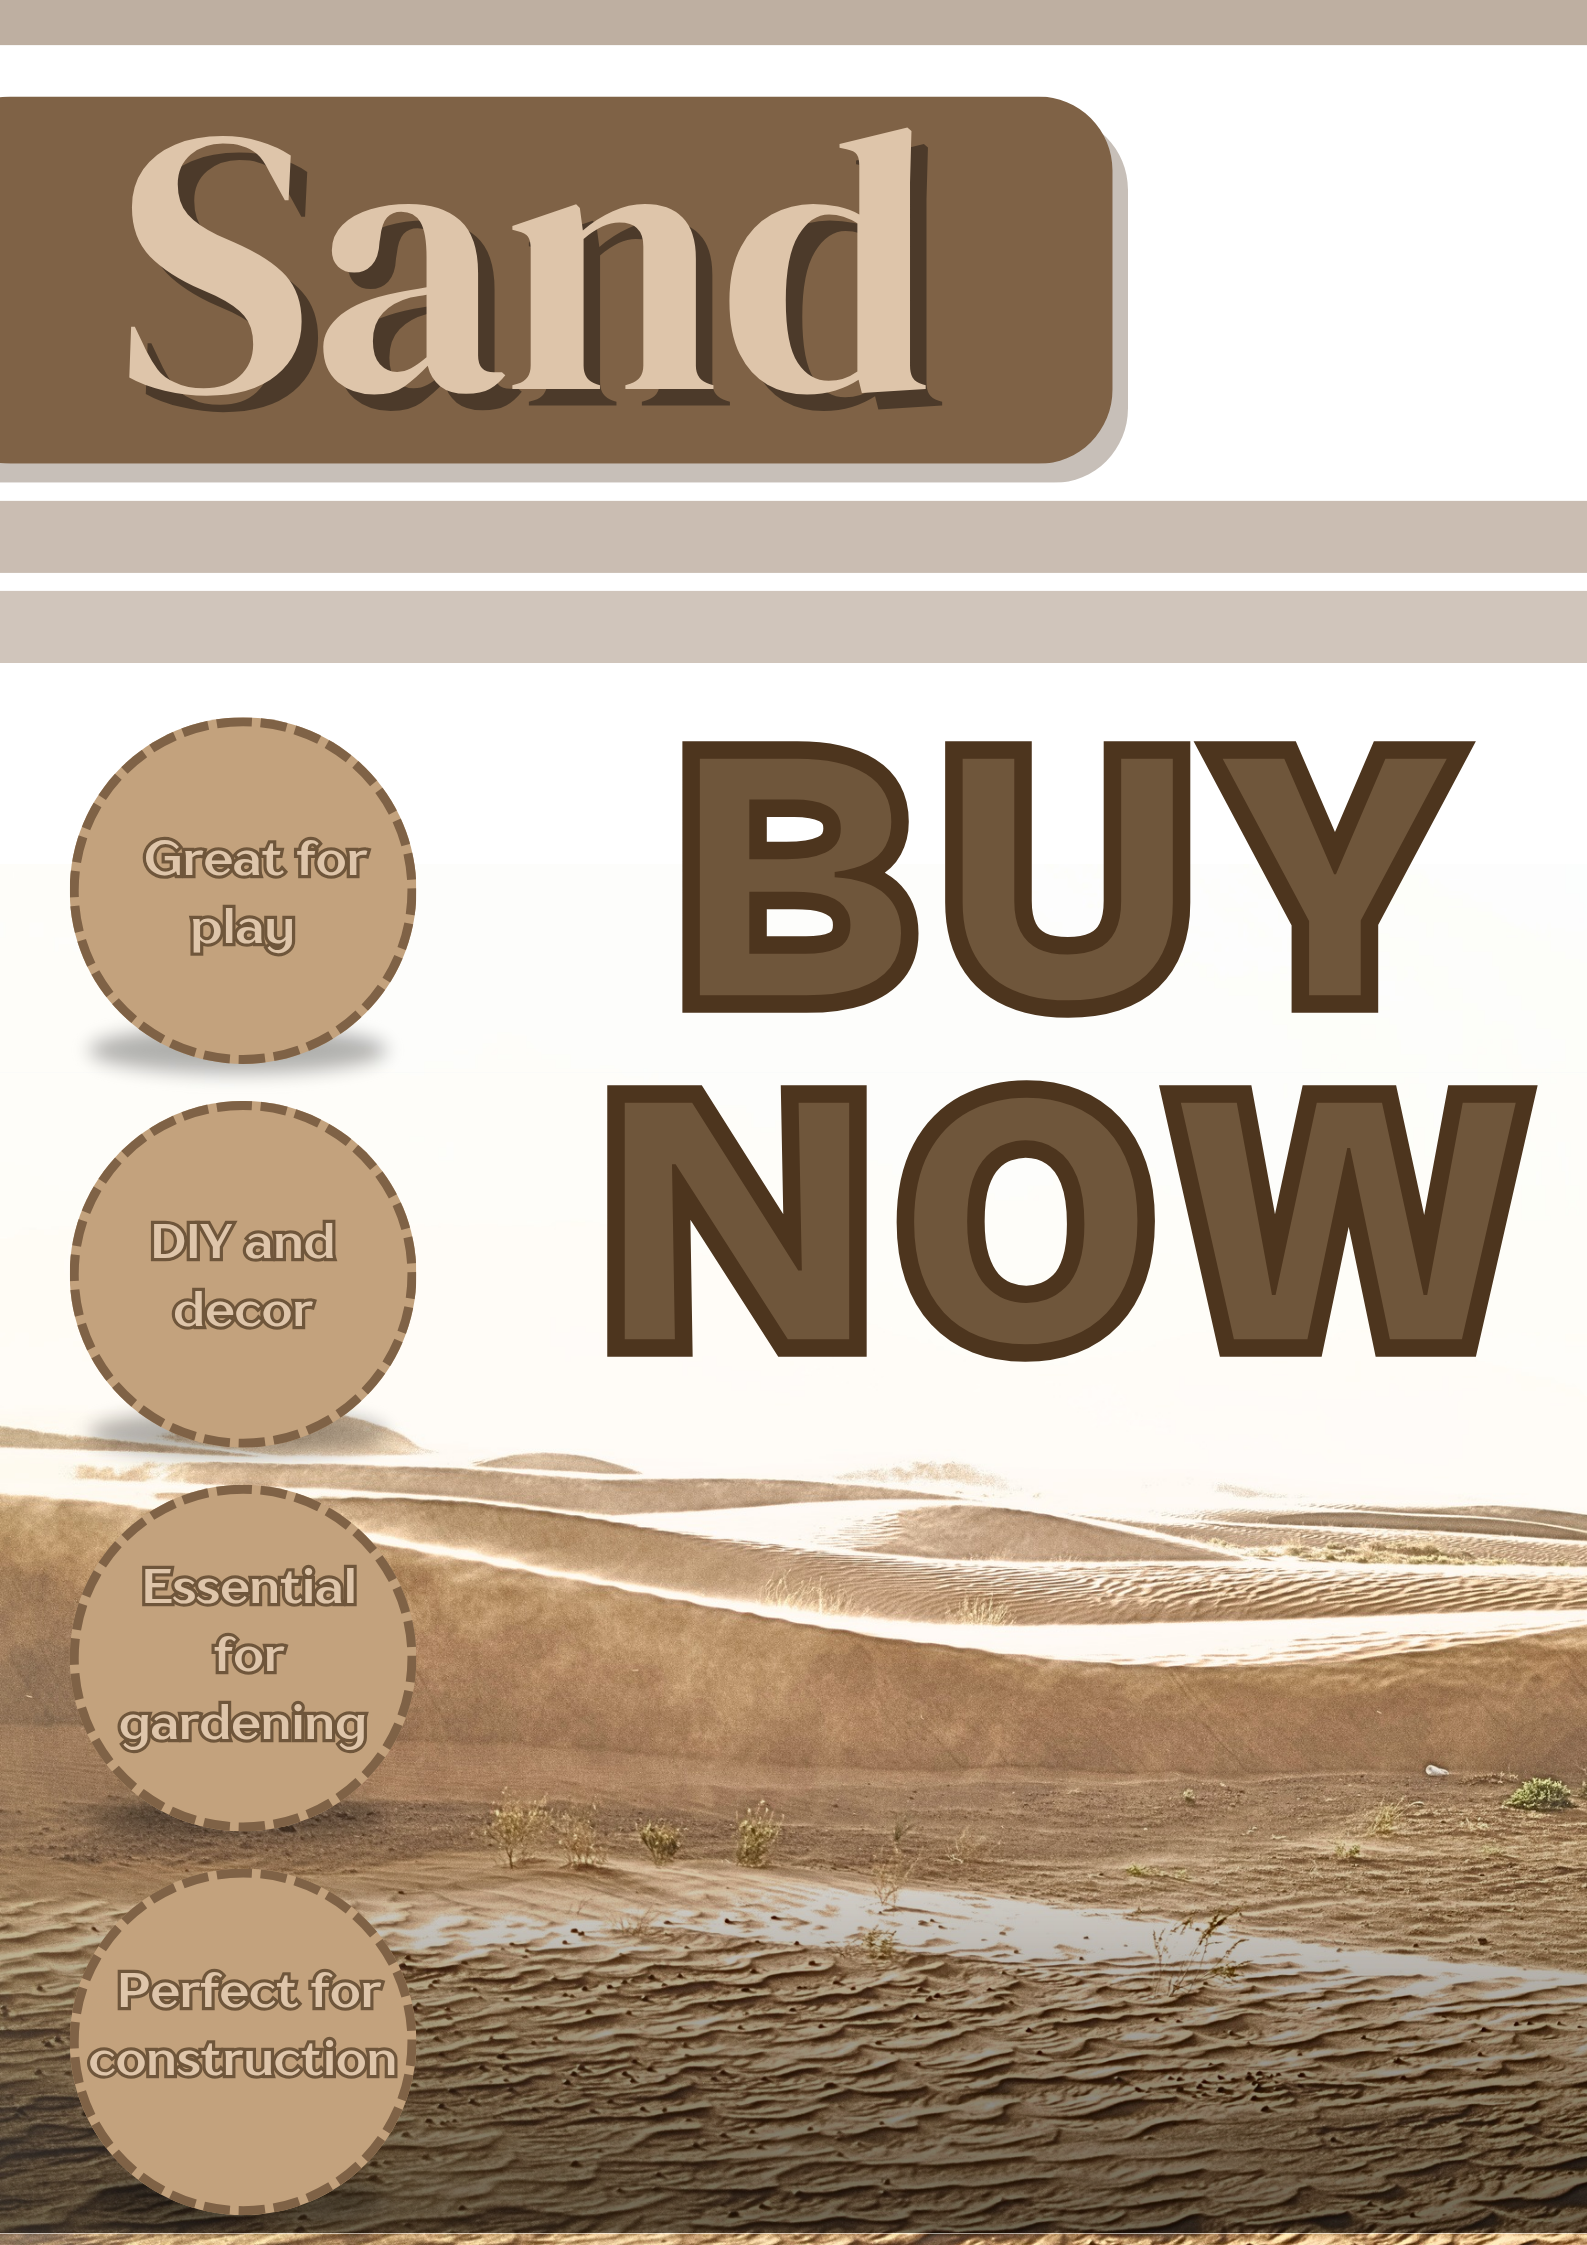 Sand
BUY
NOW
Great for
play
DIY and
decor
Essential
for
gardening
Perfect for
construction